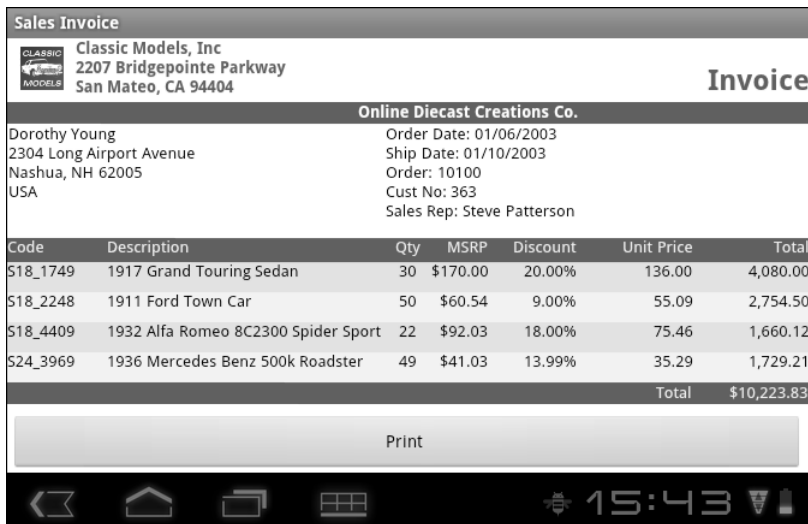 Sales Invoice
CLASSIC
MODELS
Classic Models, Inc
2207 Bridgepointe Parkway
San Mateo, CA 94404
Invoice
Online Diecast Creations Co.
Dorothy Young
2304 Long Airport Avenue
Nashua, NH 62005
USA
Order Date: 01/06/2003
Ship Date: 01/10/2003
Order: 10100
Cust No: 363
Sales Rep: Steve Patterson
Code Description Qty MSRP Discount Unit Price Total
S18_1749 1917 Grand Touring Sedan 30 $170.00 20.00% 136.00 4,080.00
S18_2248 1911 Ford Town Car 50 $60.54 9.00% 55.09 2,754.50
S18_4409 1932 Alfa Romeo 8C2300 Spider Sport 22 $92.03 18.00% 75.46 1,660.12
S24_3969 1936 Mercedes Benz 500k Roadster 49 $41.03 13.99% 35.29 1,729.21
Total $10,223.83
Print
15:43